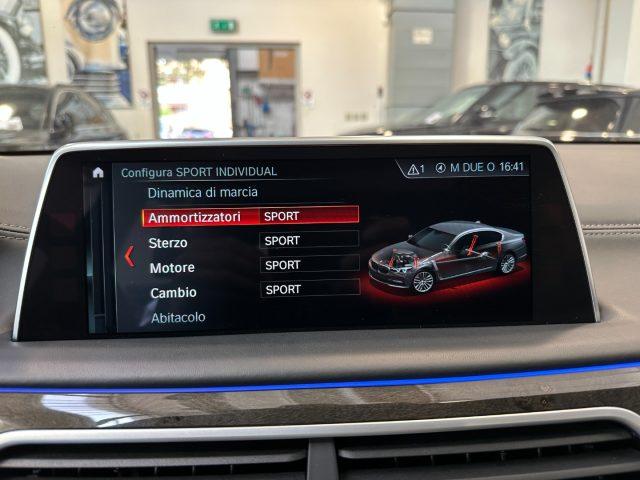 Configura SPORT INDIVIDUAL
1 M DUE O 16:41
Dinamica di marcia
Ammortizzatori SPORT
Sterzo SPORT
Motore SPORT
Cambio SPORT
Abitacolo